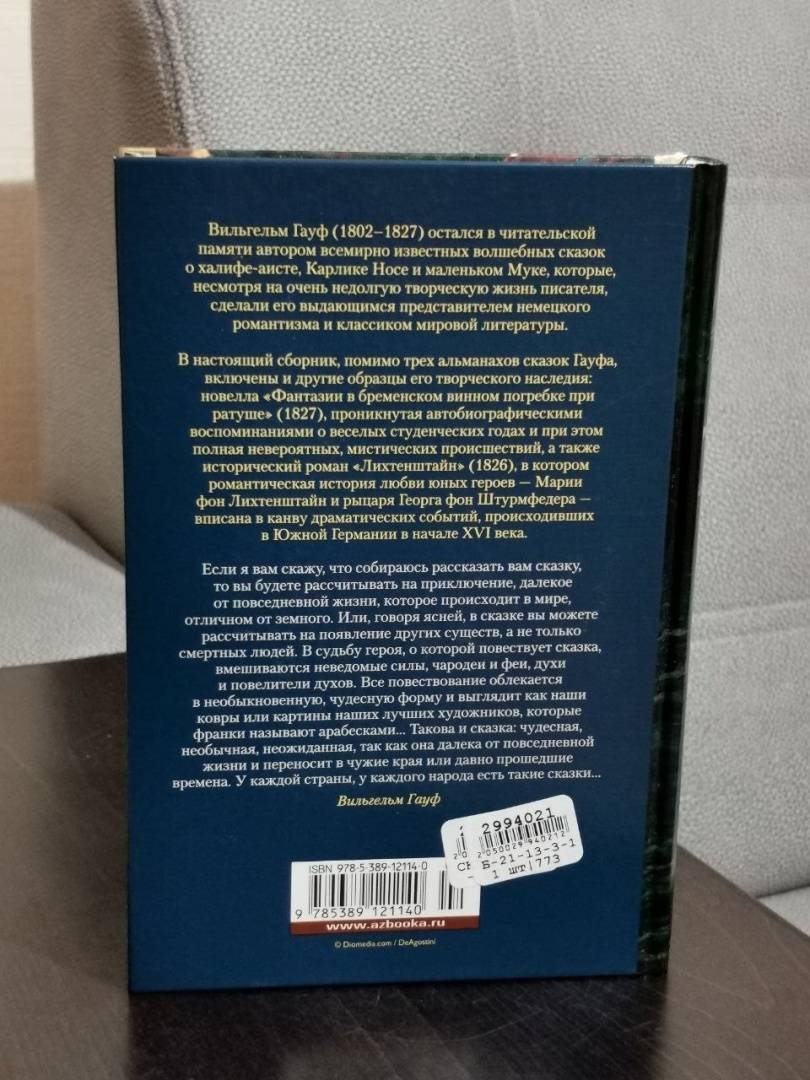 Вильгельм Гауф (1802–1827) остался в читательской
памяти автором всемирно известных волшебных сказок
о халифе-аисте, Карлике Носе и маленьком Муке, которые,
несмотря на очень недолгую творческую жизнь писателя,
сделали его выдающимся представителем немецкого
романтизма и классиком мировой литературы.
В настоящий сборник, помимо трех альманахов сказок Гауфа,
включены и другие образцы его творческого наследия:
новелла «Фантазии в бременском винном погребке при
ратуше» (1827), проникнутая автобиографическими
воспоминаниями о веселых студенческих годах и при этом
полная невероятных, мистических происшествий, а также
исторический роман «Лихтенштайн» (1826), в котором
романтическая история любви юных героев — Марии
фон Лихтенштайн и рыцаря Георга фон Штурмфедера —
вписана в канву драматических событий, происходивших
в Южной Германии в начале XVI века.
Если я вам скажу, что собираюсь рассказать вам сказку,
то вы будете рассчитывать на приключение, далекое
от повседневной жизни, которое происходит в мире,
отличном от земного. Или, говоря ясней, в сказке вы можете
рассчитывать на появление других существ, а не только
смертных людей. В судьбу героя, о которой повествует сказка,
вмешиваются неведомые силы, чародеи и феи, духи
и повелители духов. Все повествование облекается
в необыкновенную, чудесную форму и выглядит как наши
ковры или картины наших лучших художников, которые
франки называют арабесками... Такова и сказка: чудесная,
необычная, неожиданная, так как она далека от повседневной
жизни и переносит в чужие края или давно прошедшие
времена. У каждой страны, у каждого народа есть такие сказки...
Вильгельм Гауф
2994021
2 050029 940212
Б-21-13-3-1
1 шт|773
ISBN 978-5-389-12114-0
9 785389 121140
www.azbooka.ru
© Diomedia.com / DeAgostini